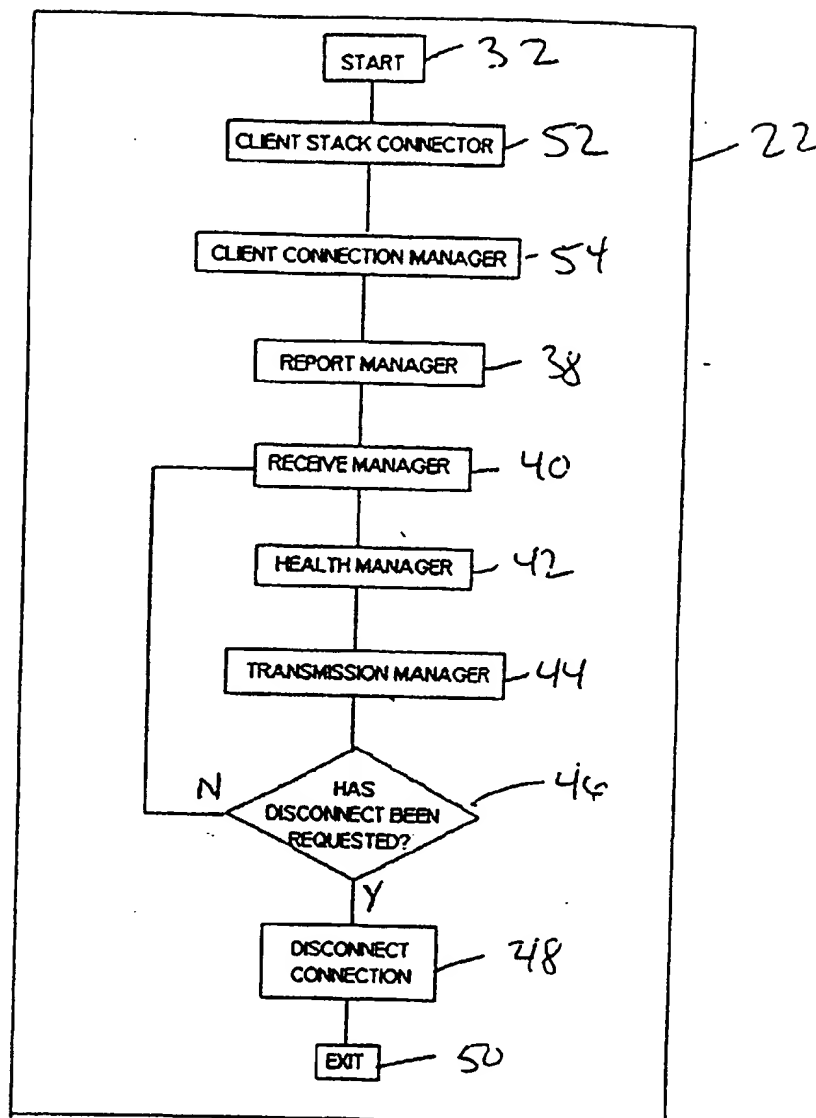 START 32
CLIENT STACK CONNECTOR 52
22
CLIENT CONNECTION MANAGER 54
REPORT MANAGER 38
RECEIVE MANAGER 40
HEALTH MANAGER 42
TRANSMISSION MANAGER 44
N
HAS
DISCONNECT BEEN
REQUESTED?
46
Y
DISCONNECT
CONNECTION
48
EXIT 50